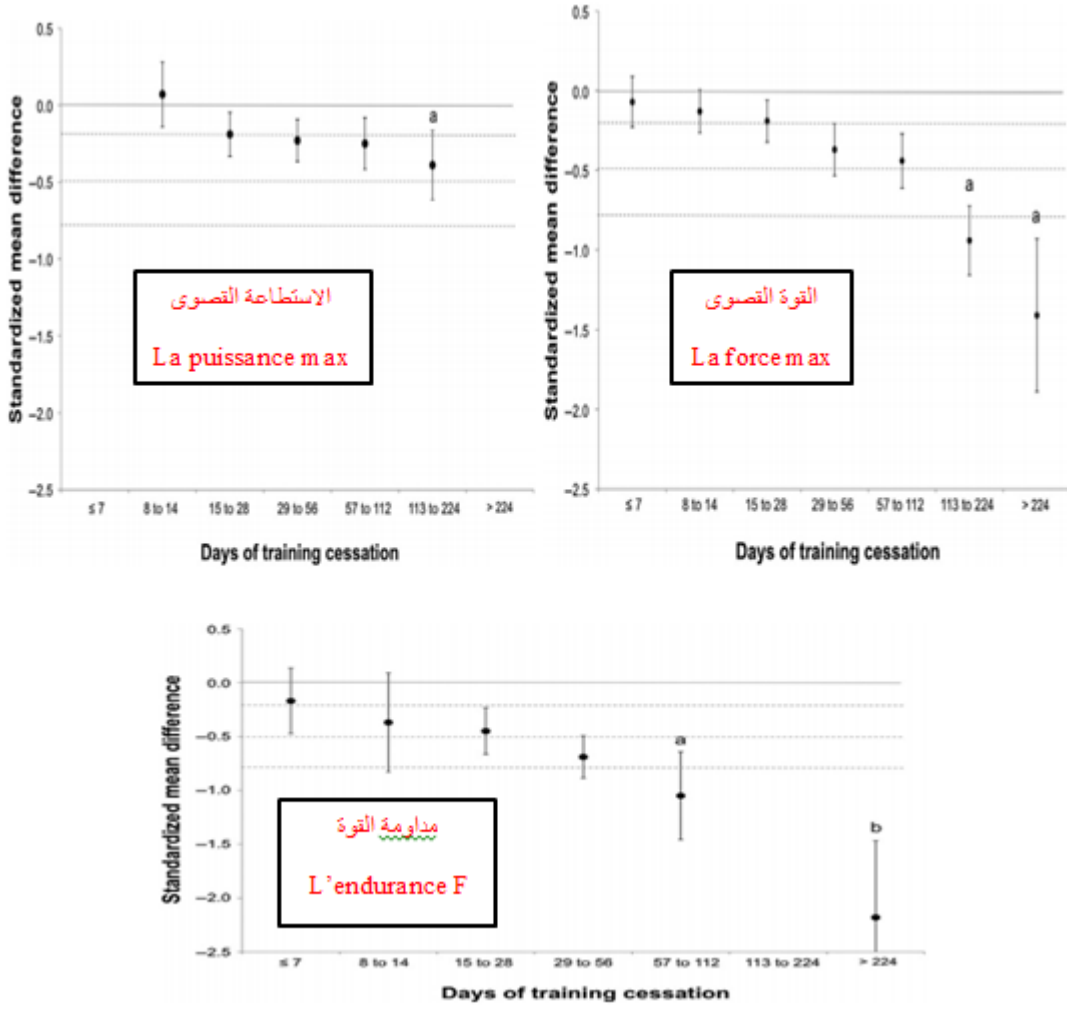 0.5
0.0
−0.5
−1.0
−1.5
−2.0
−2.5
Standardized mean difference
a
الاستطاعة القصوى
La puissance max
≤ 7 8 to 14 15 to 28 29 to 56 57 to 112 113 to 224 > 224
Days of training cessation
0.5
0.0
−0.5
−1.0
−1.5
−2.0
−2.5
Standardized mean difference
a
a
القوة القصوى
La force max
≤ 7 8 to 14 15 to 28 29 to 56 57 to 112 113 to 224 > 224
Days of training cessation
0.5
0.0
−0.5
−1.0
−1.5
−2.0
−2.5
Standardized mean difference
a
b
مداومة القوة
L’endurance F
≤ 7 8 to 14 15 to 28 29 to 56 57 to 112 113 to 224 > 224
Days of training cessation